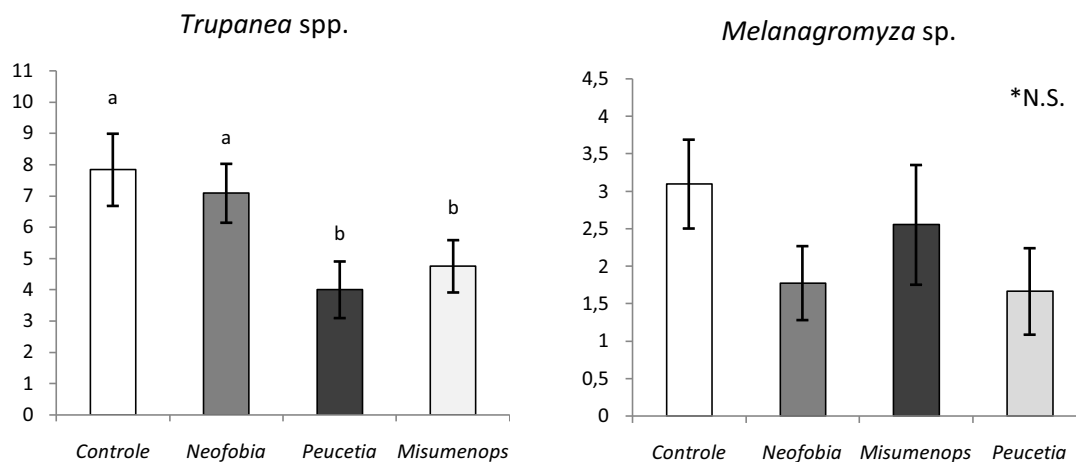 Trupanea spp.
11
10
9
8
7
6
5
4
3
2
1
0
a
a
b
b
Controle Neofobia Peucetia Misumenops
Melanagromyza sp.
4,5
4
3,5
3
2,5
2
1,5
1
0,5
0
*N.S.
Controle Neofobia Misumenops Peucetia